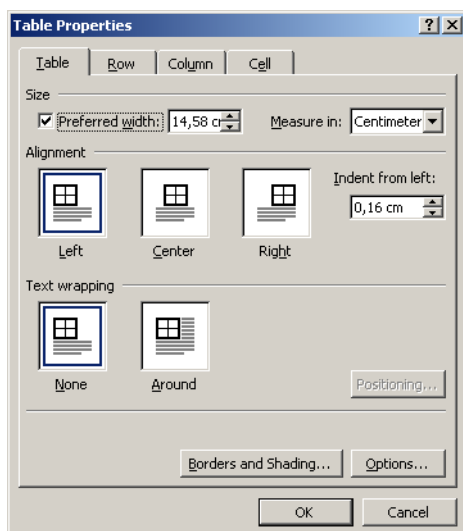 Table Properties
Table Row Column Cell
Size
Preferred width: 14,58 cr Measure in: Centimeter
Alignment
Indent from left:
0,16 cm
Left Center Right
Text wrapping
None Around Positioning...
Borders and Shading... Options...
OK Cancel